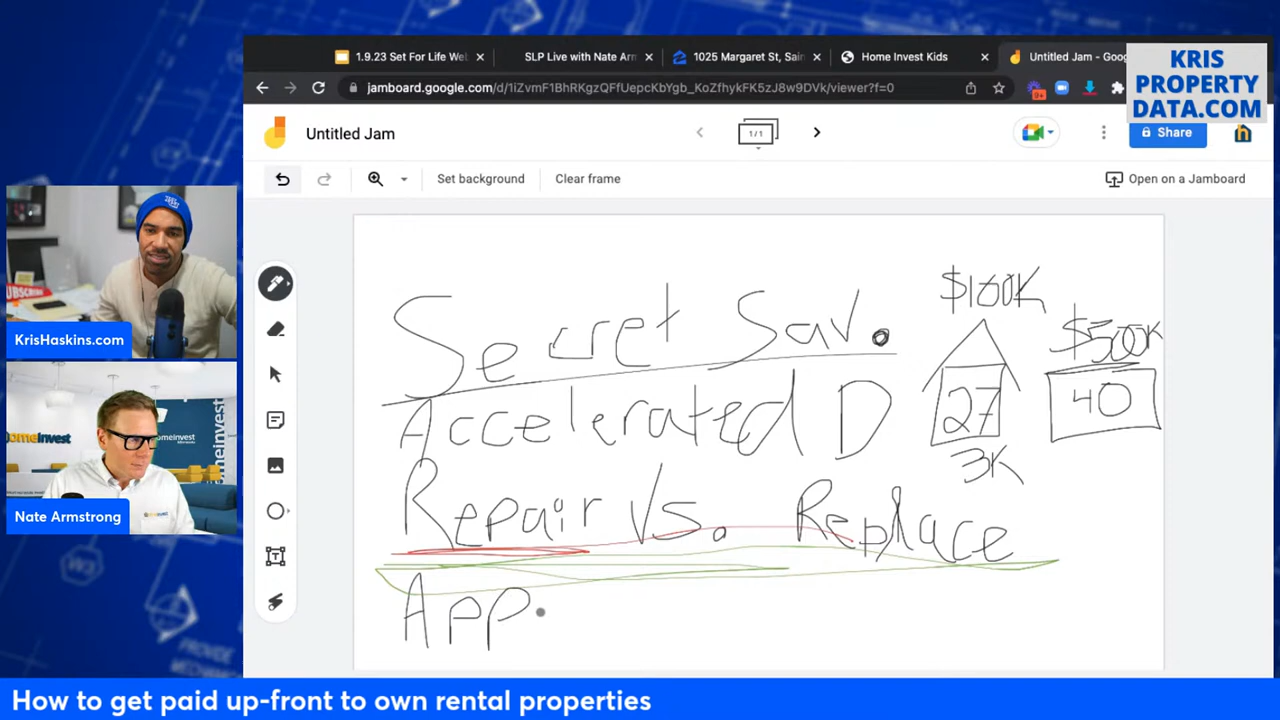 1.9.23 Set For Life Web
SLP Live with Nate Arm
1025 Margaret St, Sain
Home Invest Kids
Untitled Jam - Goog
jamboard.google.com/d/1iZvmF1BhRKgzQFfUepcKbYgb_KoZfhykFK5zJ8w9DVk/viewer?f=0
KRIS
PROPERTY
DATA.COM
Untitled Jam
1/1
Share
Set background
Clear frame
Open on a Jamboard
Secret Sav.
$100K
$500K
Accelerated D
27
40
3K
Repair Vs. Replace
App
KrisHaskins.com
Nate Armstrong
How to get paid up-front to own rental properties